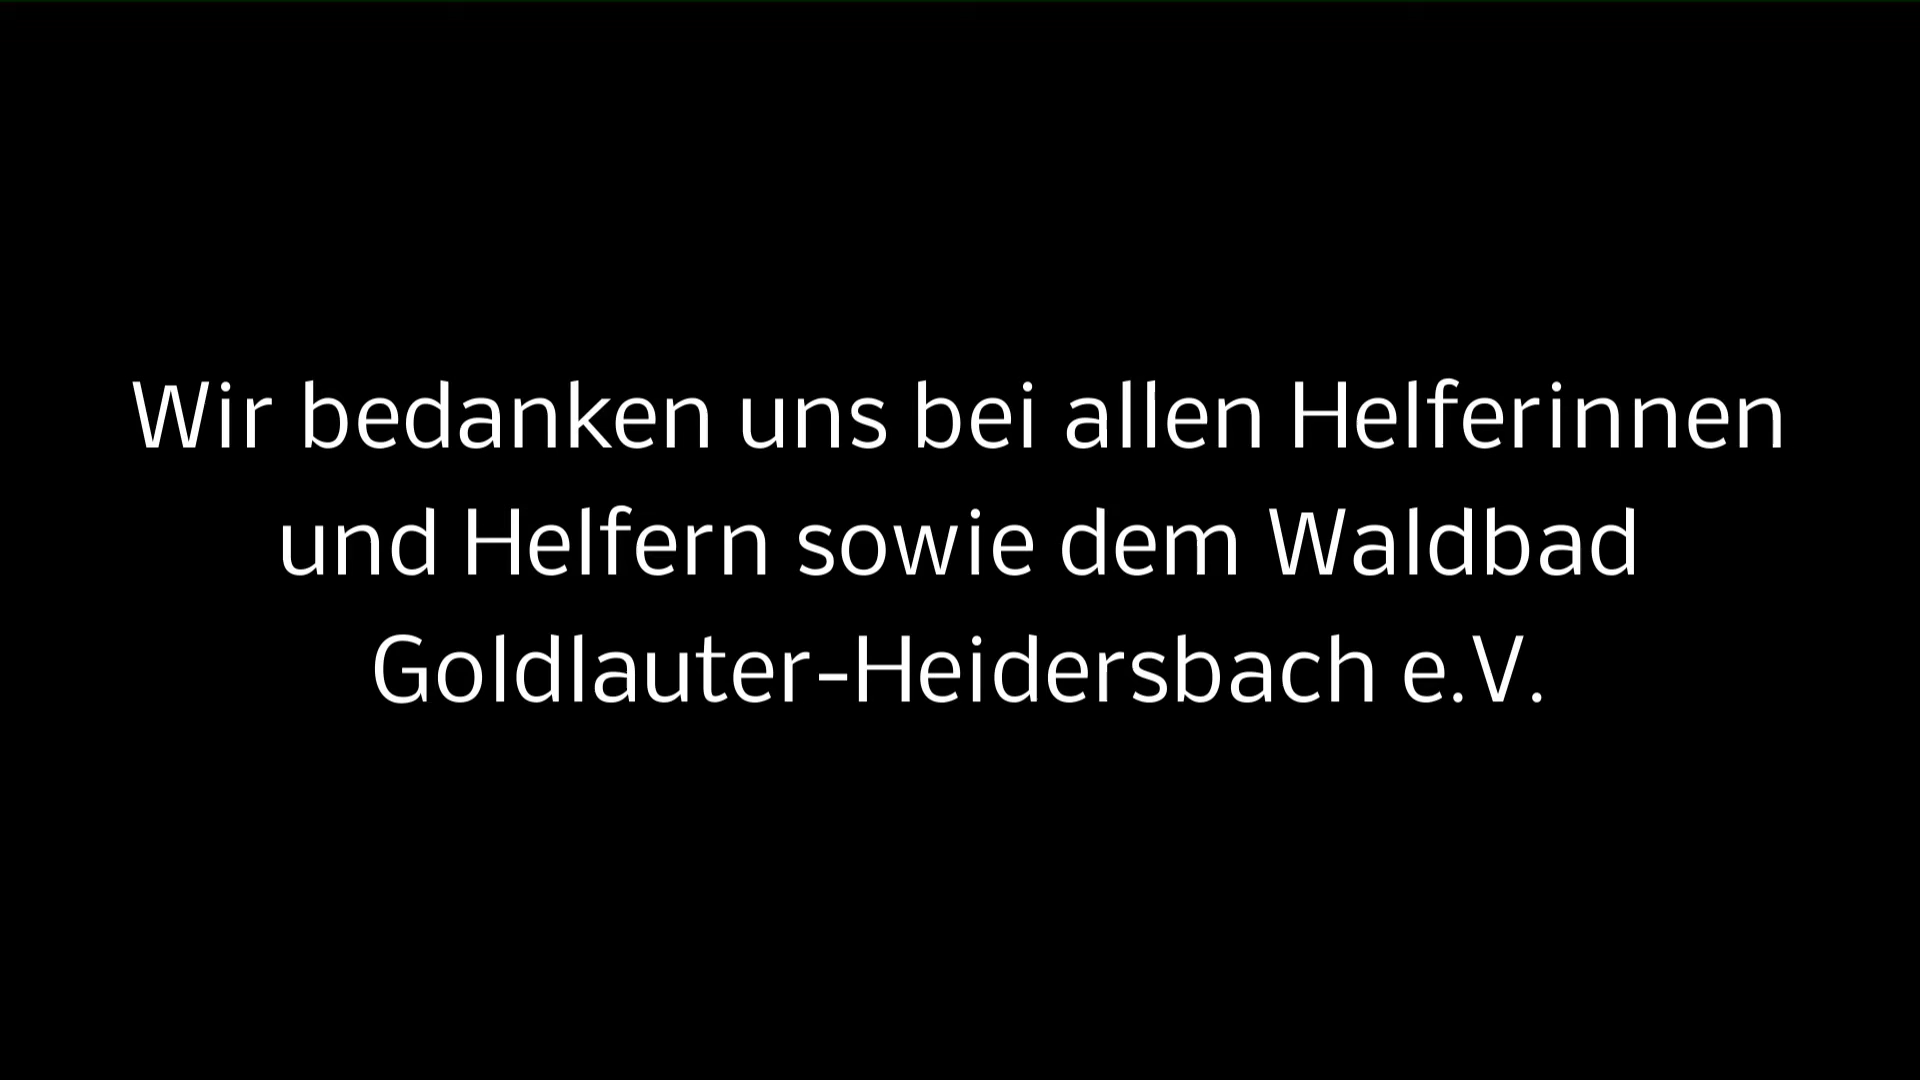 Wir bedanken uns bei allen Helferinnen
und Helfern sowie dem Waldbad
Goldlauter-Heidersbach e.V.